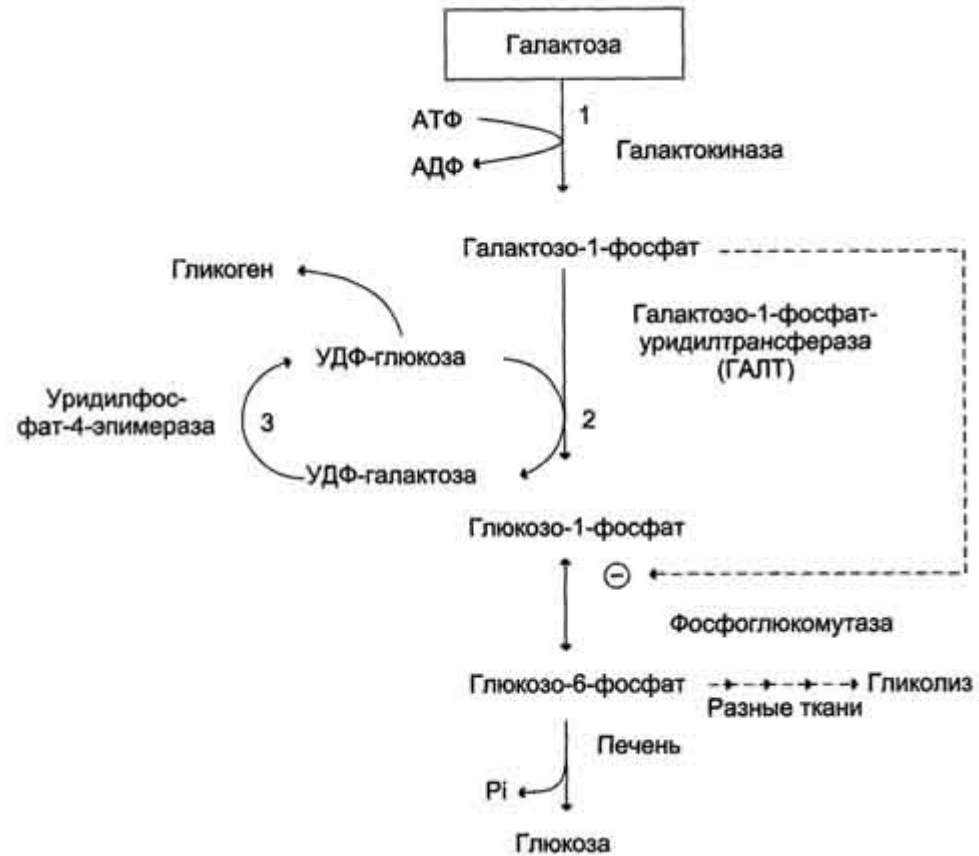 Галактоза
АТФ
1
АДФ
Галактокиназа
Галактозо-1-фосфат
Гликоген
Галактозо-1-фосфат-
уридилтрансфераза
(ГАЛТ)
УДФ-глюкоза
Уридилфос-
фат-4-эпимераза
3
2
УДФ-галактоза
Глюкозо-1-фосфат
−
Фосфоглюкомутаза
Глюкозо-6-фосфат
Гликолиз
Разные ткани
Печень
Pi
Глюкоза